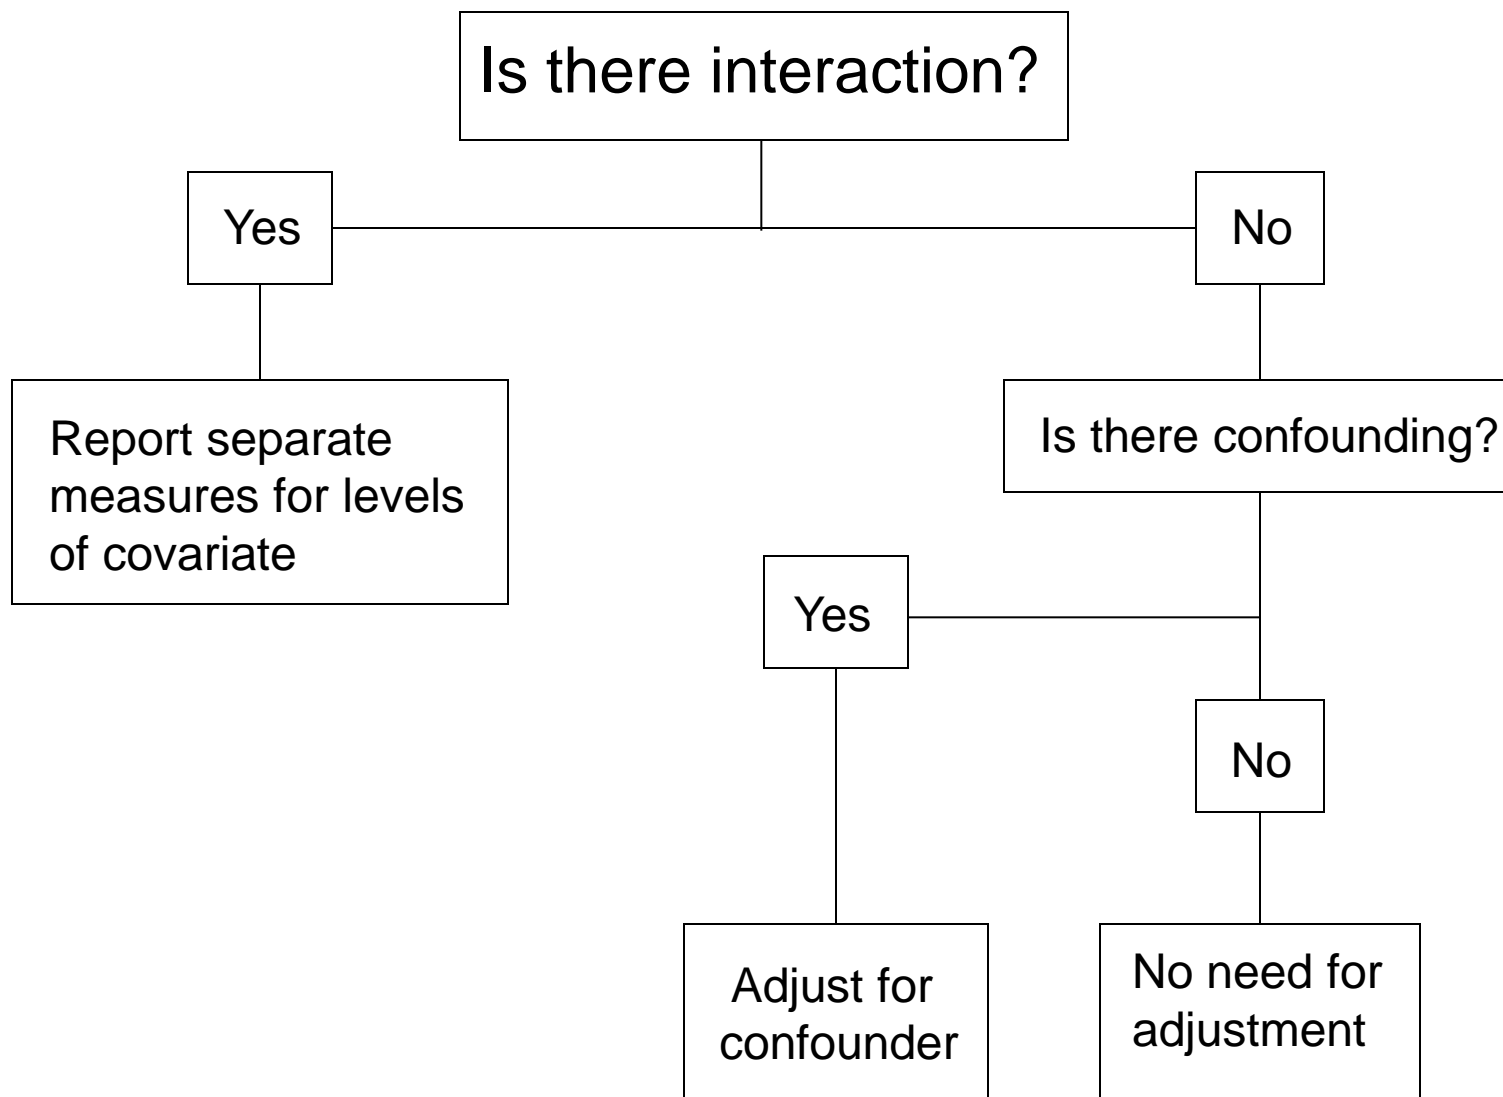 Is there interaction?
Yes
No
Report separate
measures for levels
of covariate
Is there confounding?
Yes
No
Adjust for
confounder
No need for
adjustment